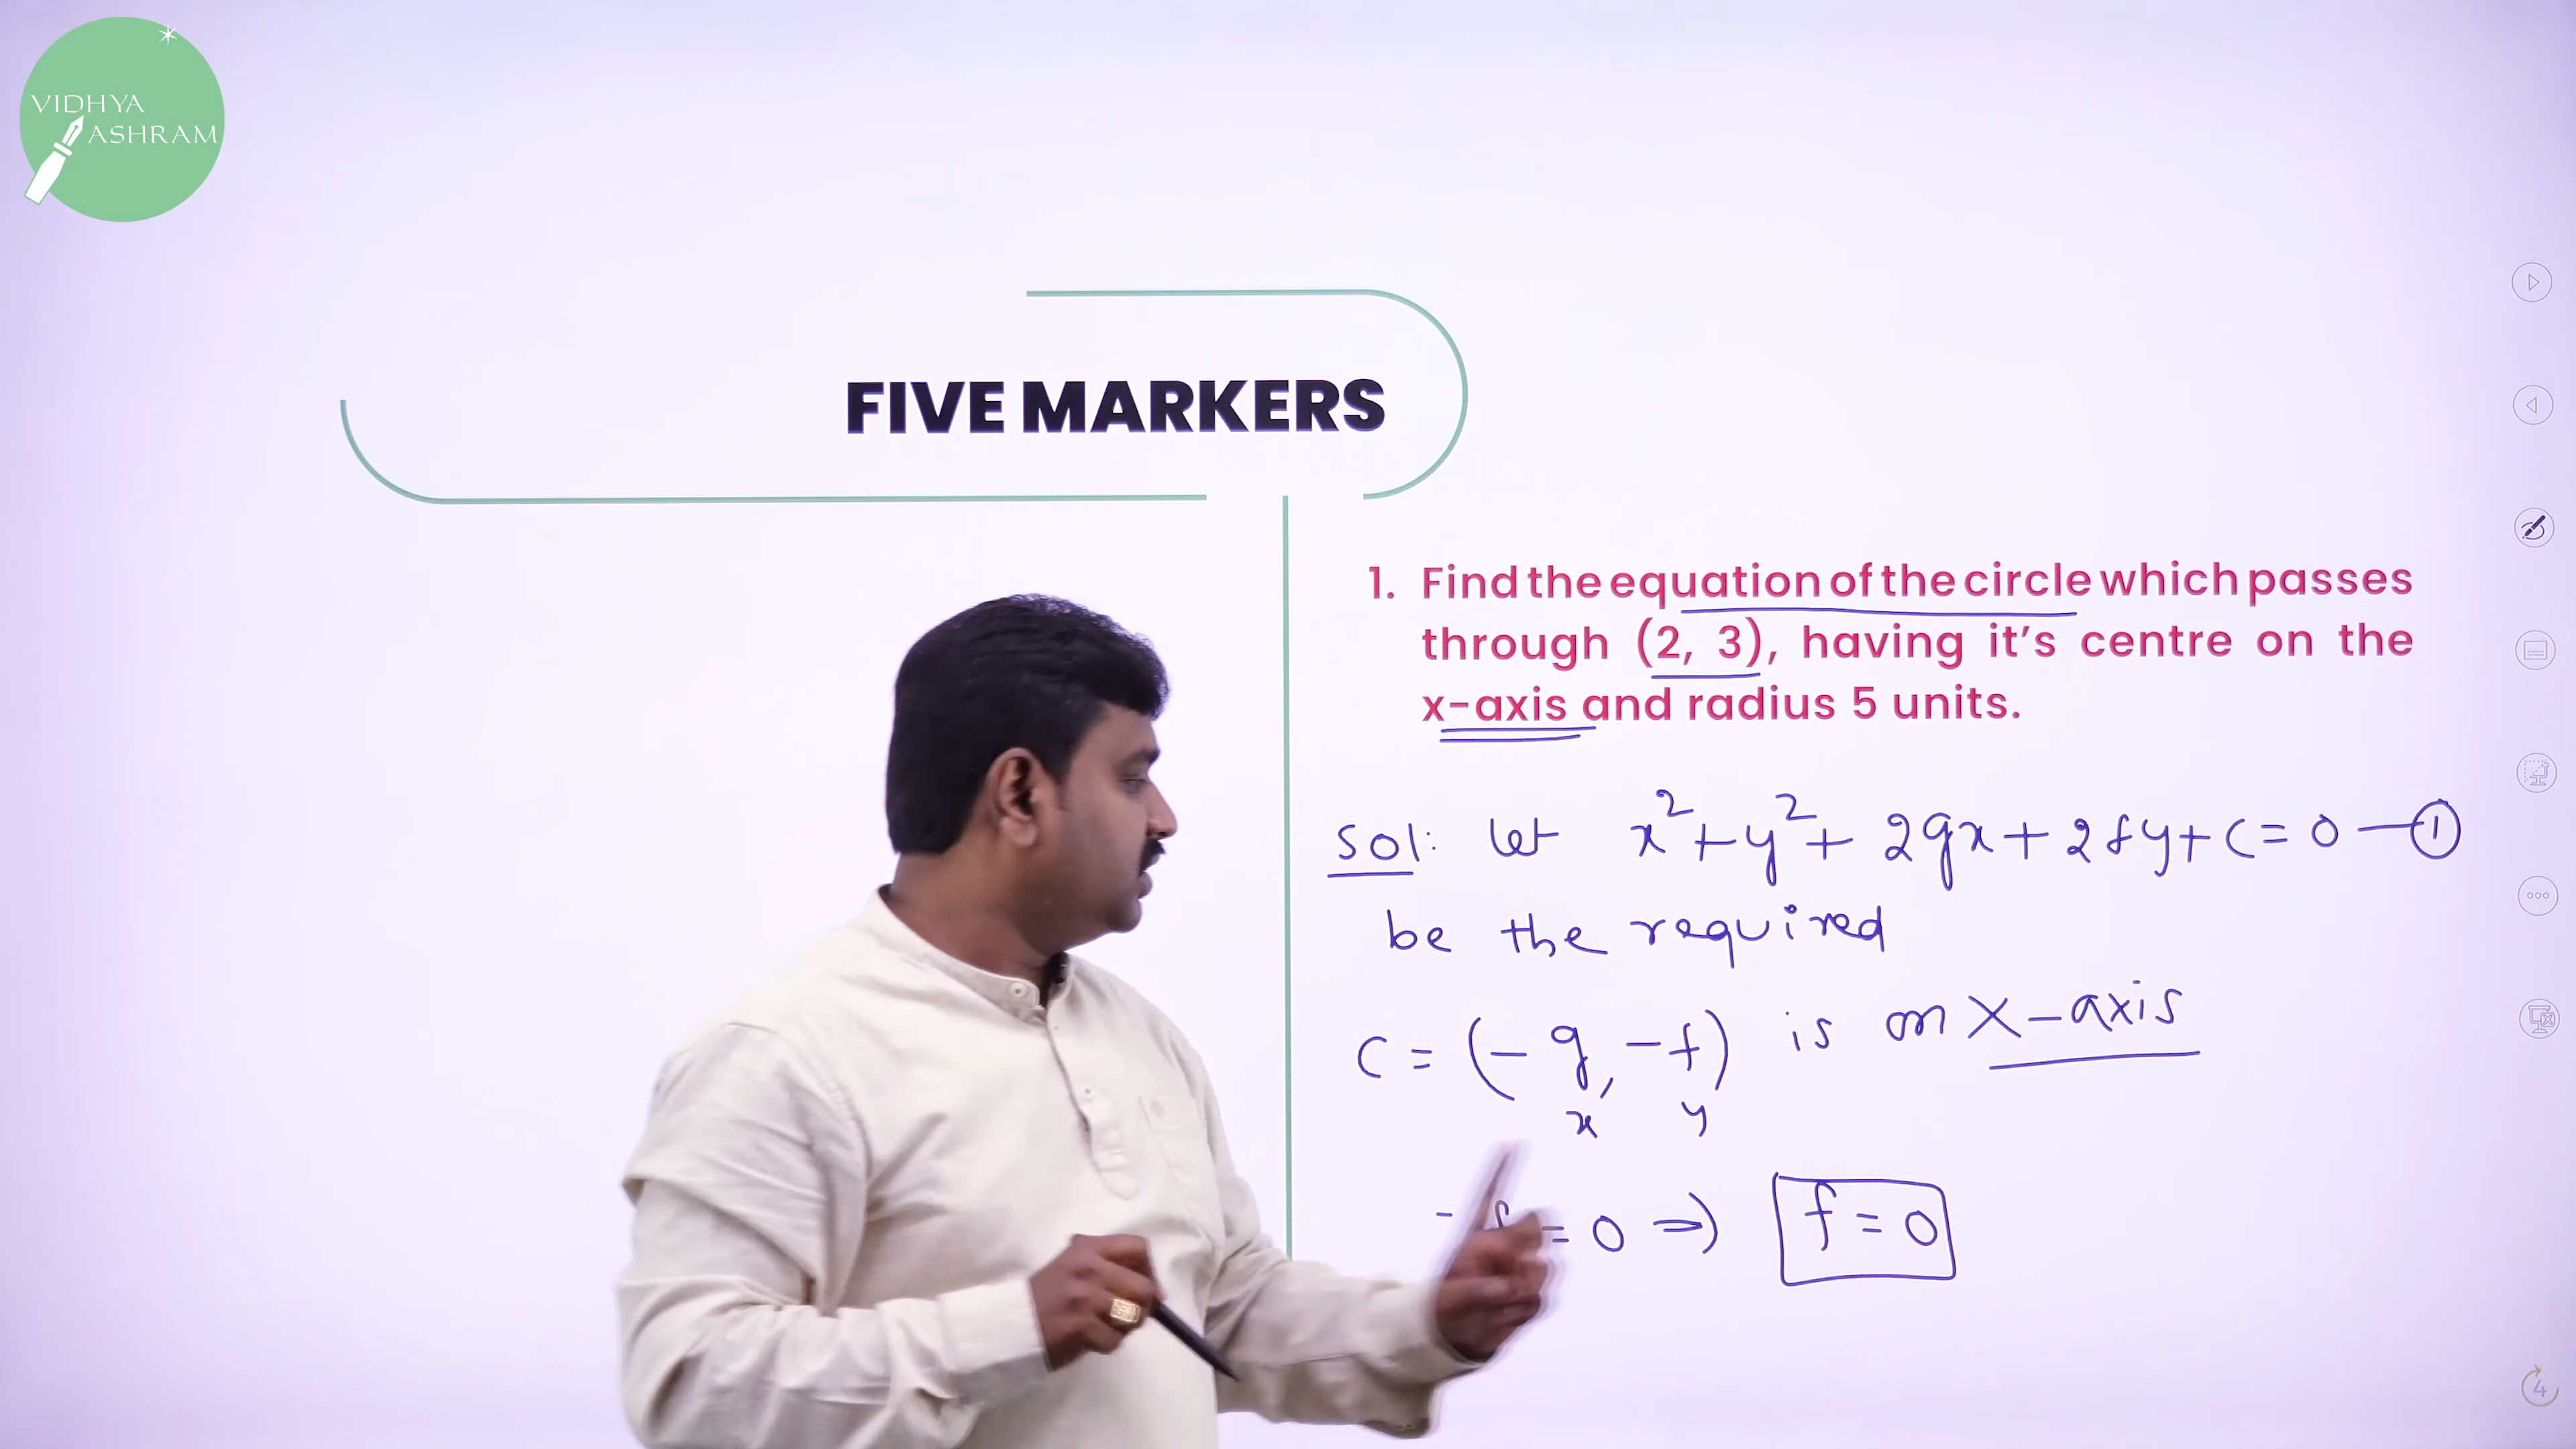 VIDHYA
ASHRAM
FIVE MARKERS
1. Find the equation of the circle which passes
through (2, 3), having it's centre on the
x-axis and radius 5 units.
Sol: let x²+y²+ 2gx+2fy+c=0 —①
be the required
C = (-g, -f) is on X-axis
x y
- f = 0 ⇒ f = 0
4